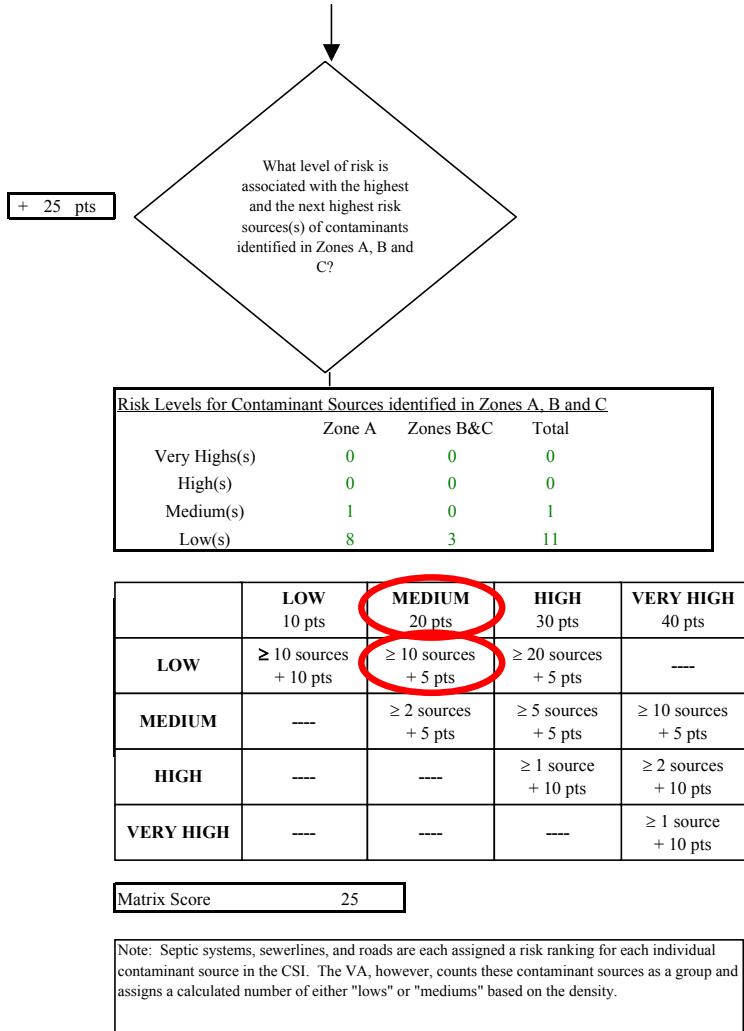 What level of risk is
associated with the highest
and the next highest risk
sources(s) of contaminants
identified in Zones A, B and
C?
+ 25 pts
Risk Levels for Contaminant Sources identified in Zones A, B and C
Zone A Zones B&C Total
Very Highs(s) 0 0 0
High(s) 0 0 0
Medium(s) 1 0 1
Low(s) 8 3 11
LOW MEDIUM HIGH VERY HIGH
10 pts 20 pts 30 pts 40 pts
LOW ≥ 10 sources ≥ 10 sources ≥ 20 sources ----
+ 10 pts + 5 pts + 5 pts
MEDIUM ---- ≥ 2 sources ≥ 5 sources ≥ 10 sources
+ 5 pts + 5 pts + 5 pts
HIGH ---- ---- ≥ 1 source ≥ 2 sources
+ 10 pts + 10 pts
VERY HIGH ---- ---- ---- ≥ 1 source
+ 10 pts
Matrix Score 25
Note: Septic systems, sewerlines, and roads are each assigned a risk ranking for each individual
contaminant source in the CSI. The VA, however, counts these contaminant sources as a group and
assigns a calculated number of either "lows" or "mediums" based on the density.